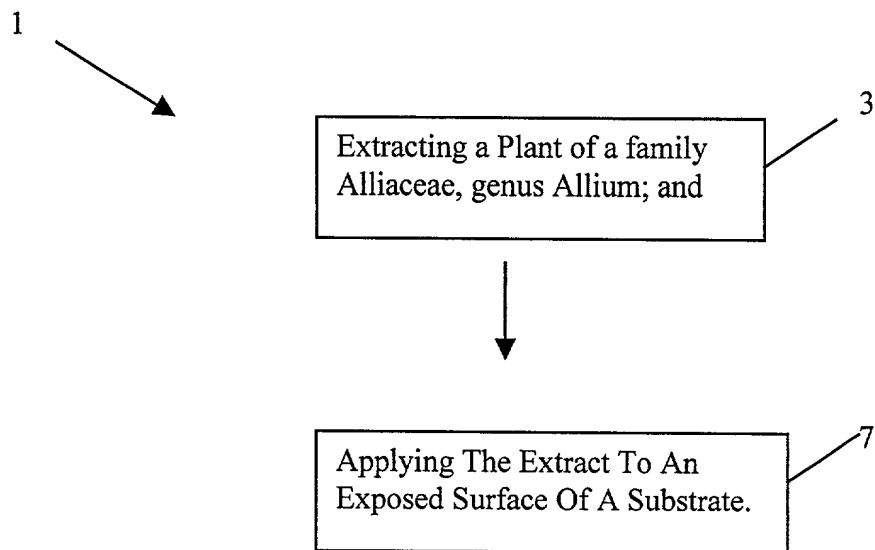 1
3
Extracting a Plant of a family
Alliaceae, genus Allium; and
7
Applying The Extract To An
Exposed Surface Of A Substrate.